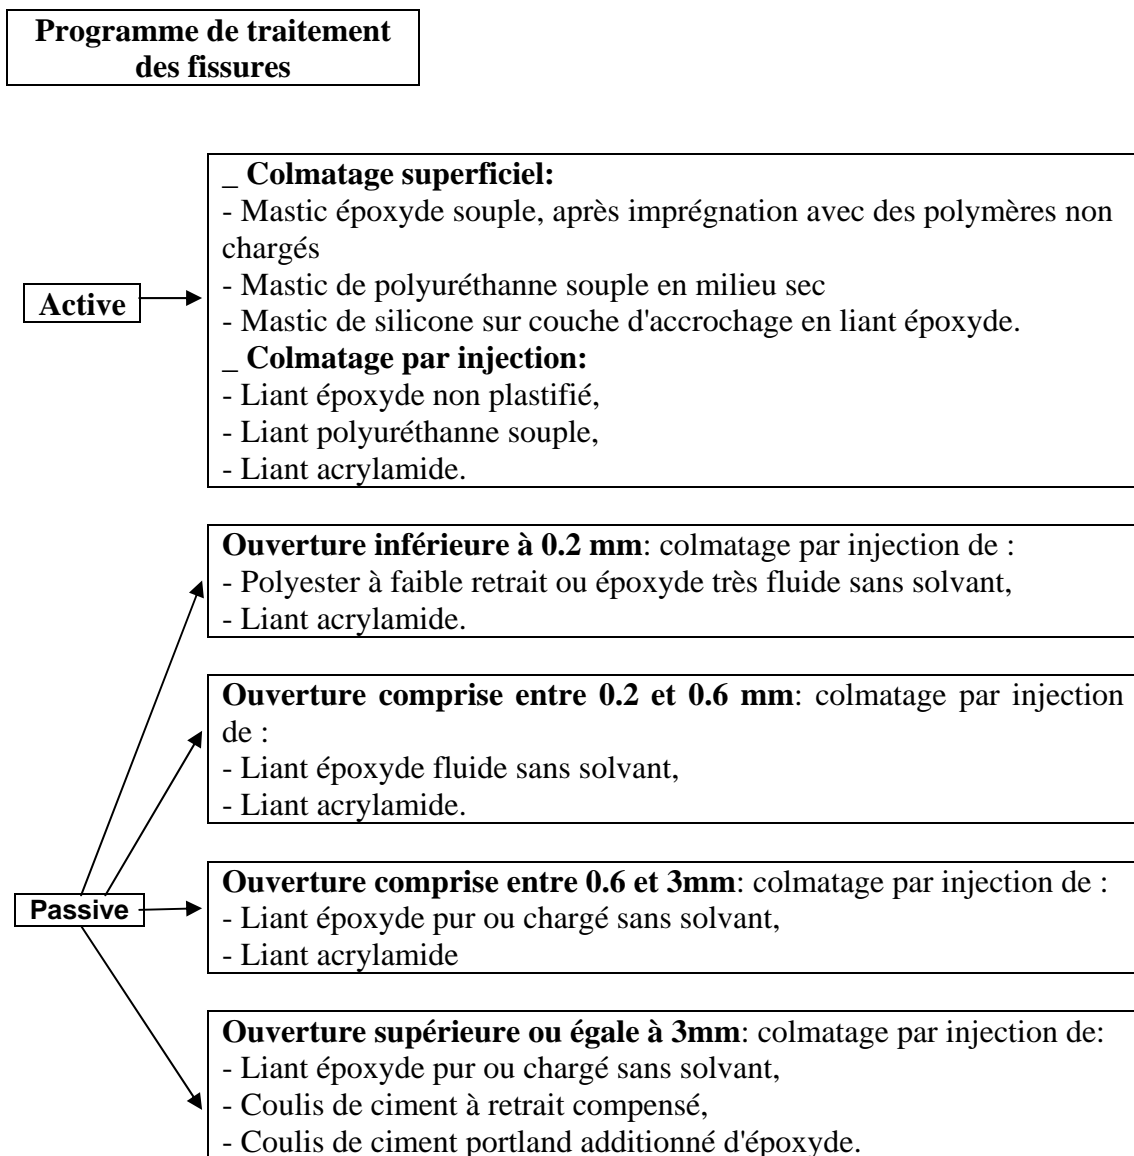 Programme de traitement
des fissures
_ Colmatage superficiel:
- Mastic époxyde souple, après imprégnation avec des polymères non
chargés
- Mastic de polyuréthanne souple en milieu sec
- Mastic de silicone sur couche d'accrochage en liant époxyde.
_ Colmatage par injection:
- Liant époxyde non plastifié,
- Liant polyuréthanne souple,
- Liant acrylamide.
Active
Ouverture inférieure à 0.2 mm: colmatage par injection de :
- Polyester à faible retrait ou époxyde très fluide sans solvant,
- Liant acrylamide.
Ouverture comprise entre 0.2 et 0.6 mm: colmatage par injection
de :
- Liant époxyde fluide sans solvant,
- Liant acrylamide.
Passive
Ouverture comprise entre 0.6 et 3mm: colmatage par injection de :
- Liant époxyde pur ou chargé sans solvant,
- Liant acrylamide
Ouverture supérieure ou égale à 3mm: colmatage par injection de:
- Liant époxyde pur ou chargé sans solvant,
- Coulis de ciment à retrait compensé,
- Coulis de ciment portland additionné d'époxyde.